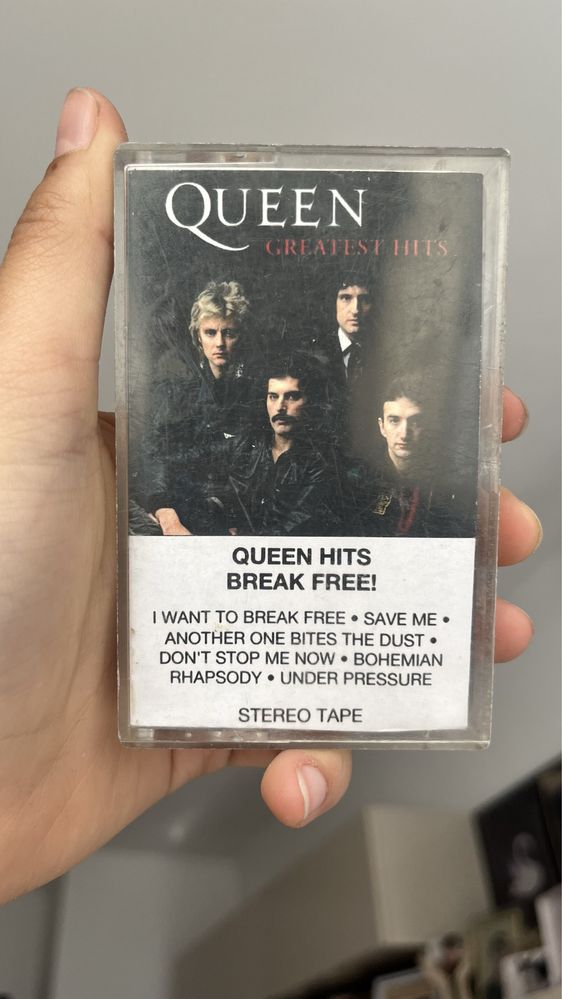 QUEEN
GREATEST HITS
QUEEN HITS
BREAK FREE!
I WANT TO BREAK FREE • SAVE ME •
ANOTHER ONE BITES THE DUST •
DON'T STOP ME NOW • BOHEMIAN
RHAPSODY • UNDER PRESSURE
STEREO TAPE